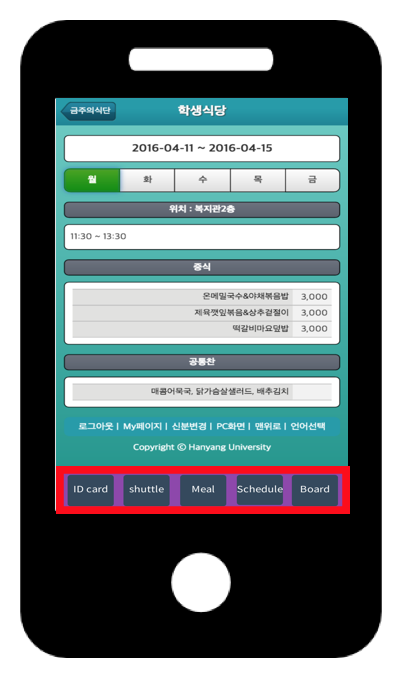 금주의식단 학생식당
2016-04-11 ~ 2016-04-15
월 화 수 목 금
위치 : 복지관2층
11:30 ~ 13:30
중식
온메밀국수&야채볶음밥 3,000
제육깻잎볶음&상추겉절이 3,000
떡갈비마요덮밥 3,000
공통찬
매콤어묵국, 닭가슴살샐러드, 배추김치
로그아웃 | My페이지 | 신분변경 | PC화면 | 맨위로 | 언어선택
Copyright ⓒ Hanyang University
ID card shuttle Meal Schedule Board